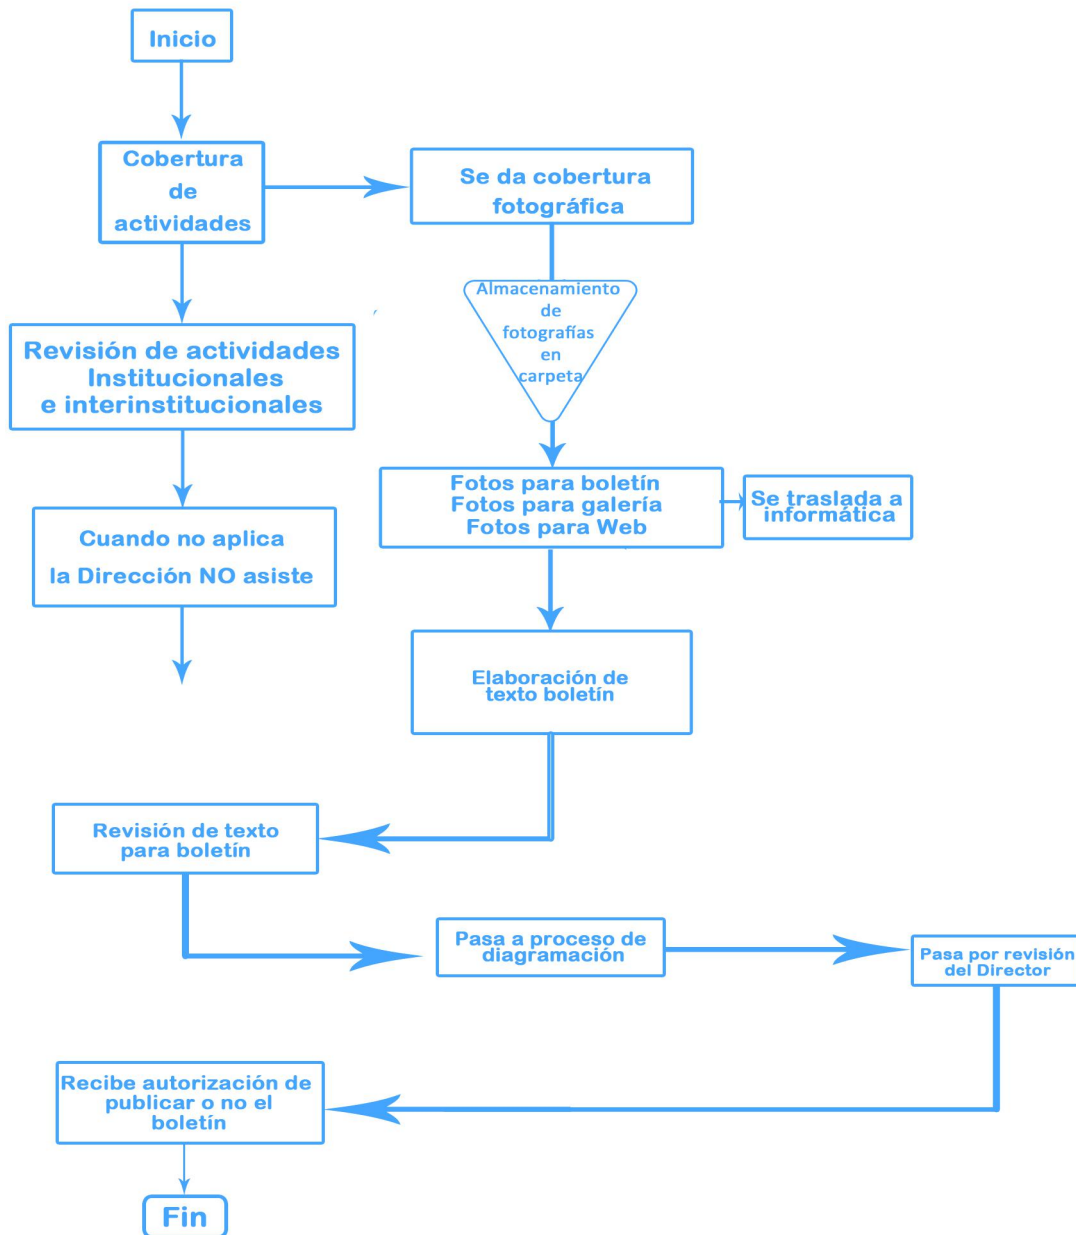 Inicio
Cobertura
de
actividades
Se da cobertura
fotográfica
Almacenamiento
de
fotografías
en
carpeta
Revisión de actividades
Institucionales
e interinstitucionales
Fotos para boletín
Fotos para galería
Fotos para Web
Se traslada a
informática
Cuando no aplica
la Dirección NO asiste
Elaboración de
texto boletín
Revisión de texto
para boletín
Pasa a proceso de
diagramación
Pasa por revisión
del Director
Recibe autorización de
publicar o no el
boletín
Fin